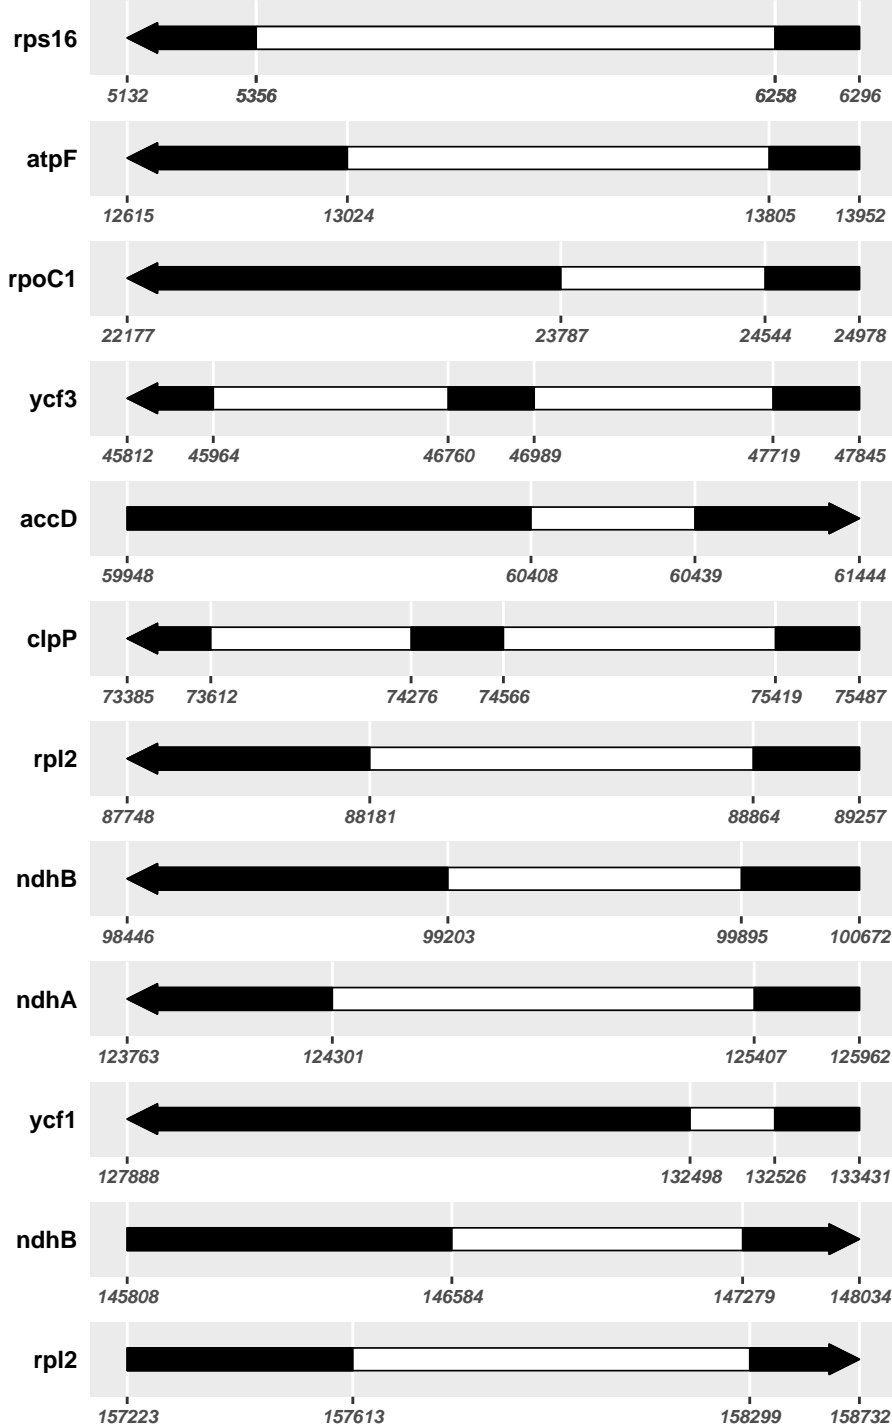 rps16
5132 5356 6258 6296
atpF
12615 13024 13805 13952
rpoC1
22177 23787 24544 24978
ycf3
45812 45964 46760 46989 47719 47845
accD
59948 60408 60439 61444
clpP
73385 73612 74276 74566 75419 75487
rpl2
87748 88181 88864 89257
ndhB
98446 99203 99895 100672
ndhA
123763 124301 125407 125962
ycf1
127888 132498 132526 133431
ndhB
145808 146584 147279 148034
rpl2
157223 157613 158299 158732